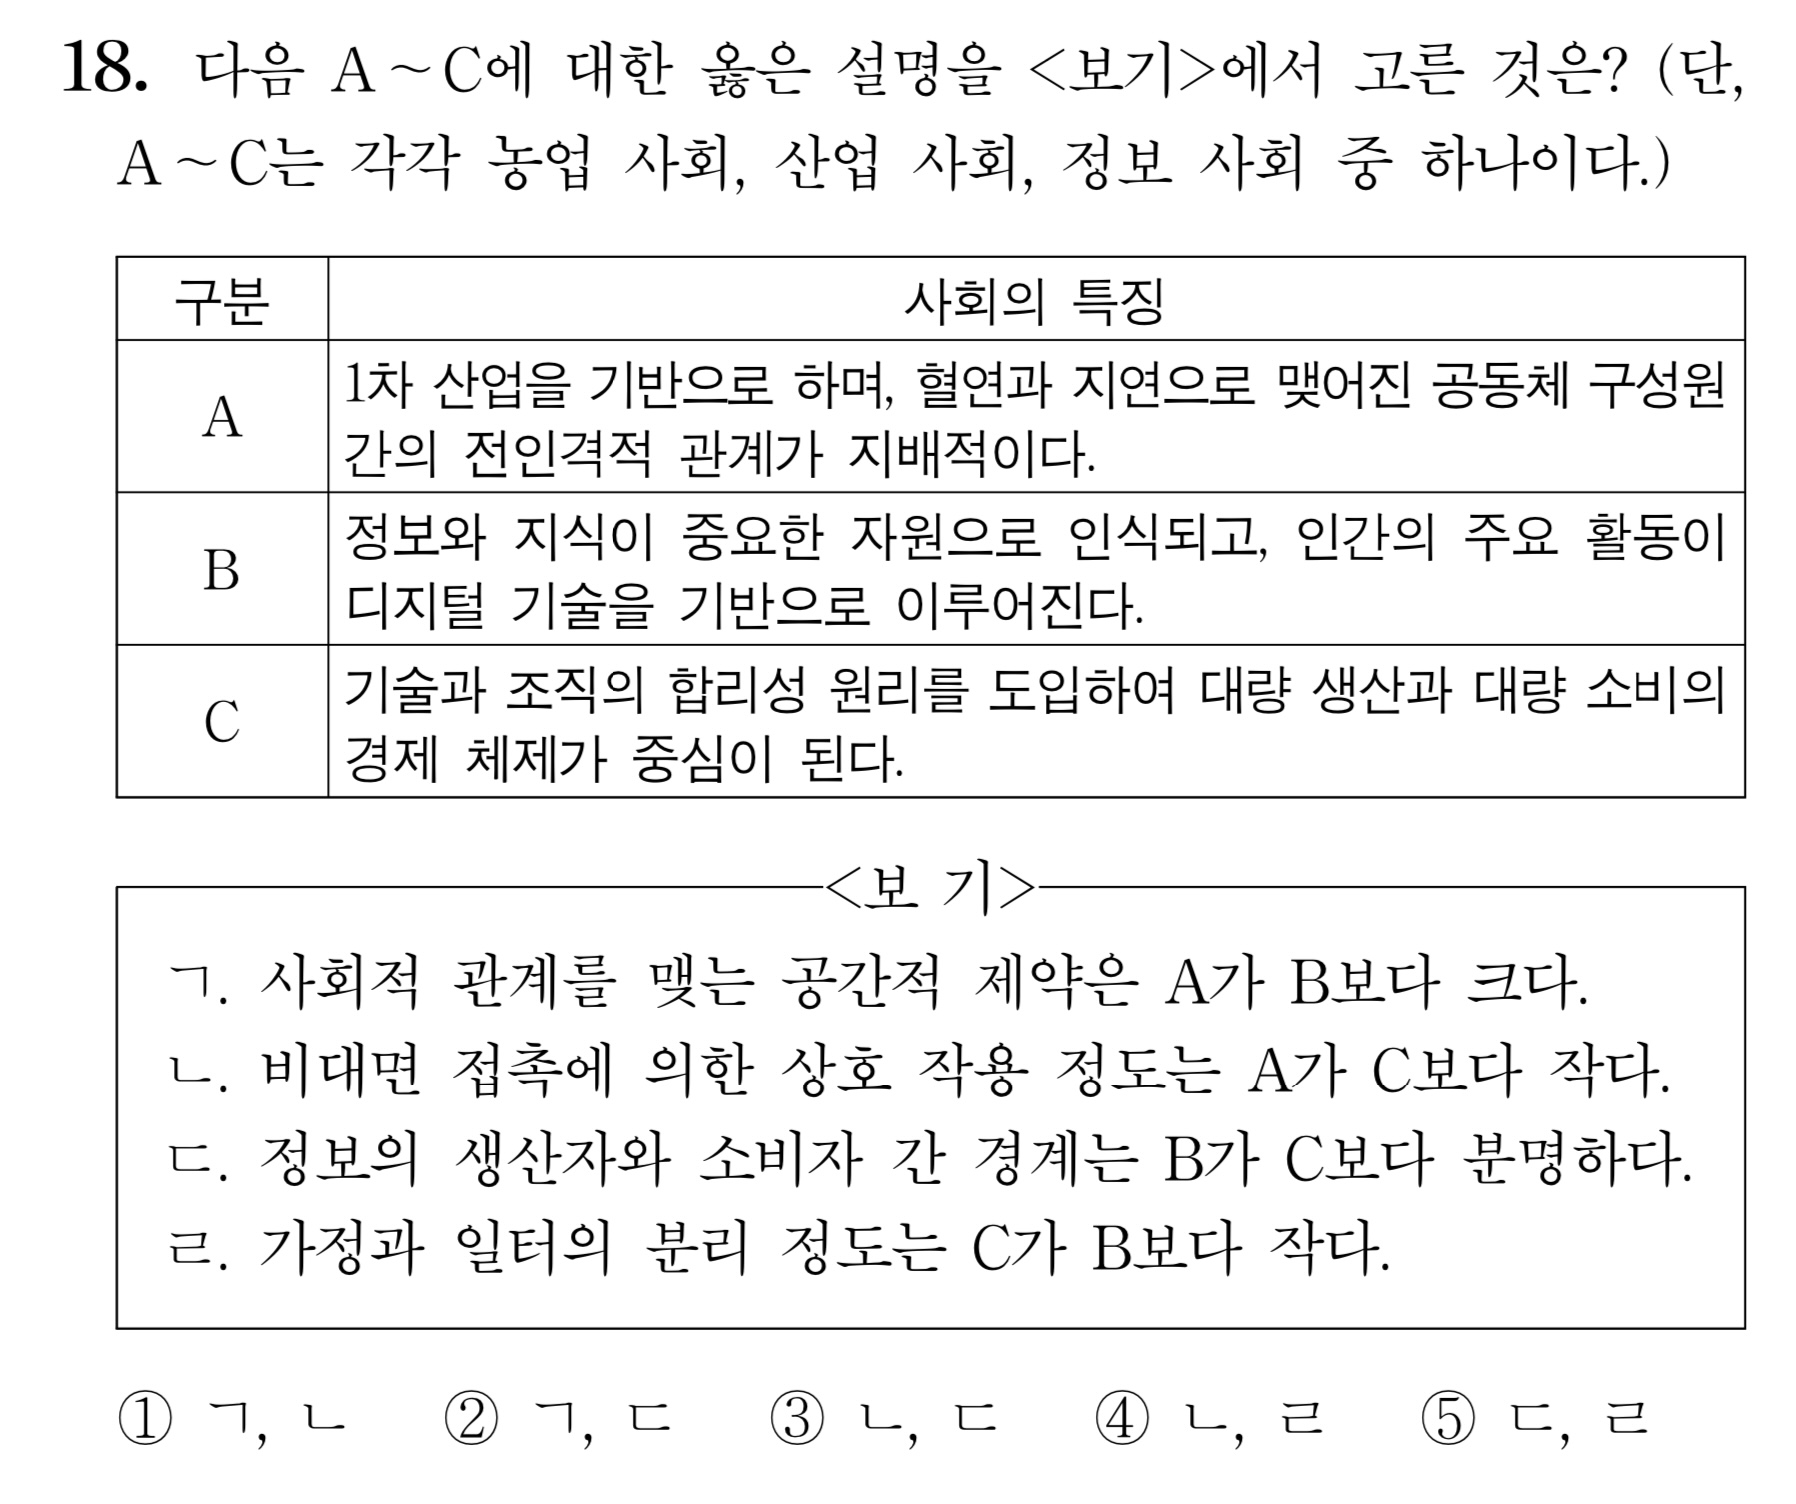 18. 다음 A～C에 대한 옳은 설명을 <보기>에서 고른 것은? (단,
A～C는 각각 농업 사회, 산업 사회, 정보 사회 중 하나이다.)
구분 사회의 특징
A 1차 산업을 기반으로 하며, 혈연과 지연으로 맺어진 공동체 구성원
간의 전인격적 관계가 지배적이다.
B 정보와 지식이 중요한 자원으로 인식되고, 인간의 주요 활동이
디지털 기술을 기반으로 이루어진다.
C 기술과 조직의 합리성 원리를 도입하여 대량 생산과 대량 소비의
경제 체제가 중심이 된다.
<보 기>
ㄱ. 사회적 관계를 맺는 공간적 제약은 A가 B보다 크다.
ㄴ. 비대면 접촉에 의한 상호 작용 정도는 A가 C보다 작다.
ㄷ. 정보의 생산자와 소비자 간 경계는 B가 C보다 분명하다.
ㄹ. 가정과 일터의 분리 정도는 C가 B보다 작다.
① ㄱ, ㄴ ② ㄱ, ㄷ ③ ㄴ, ㄷ ④ ㄴ, ㄹ ⑤ ㄷ, ㄹ